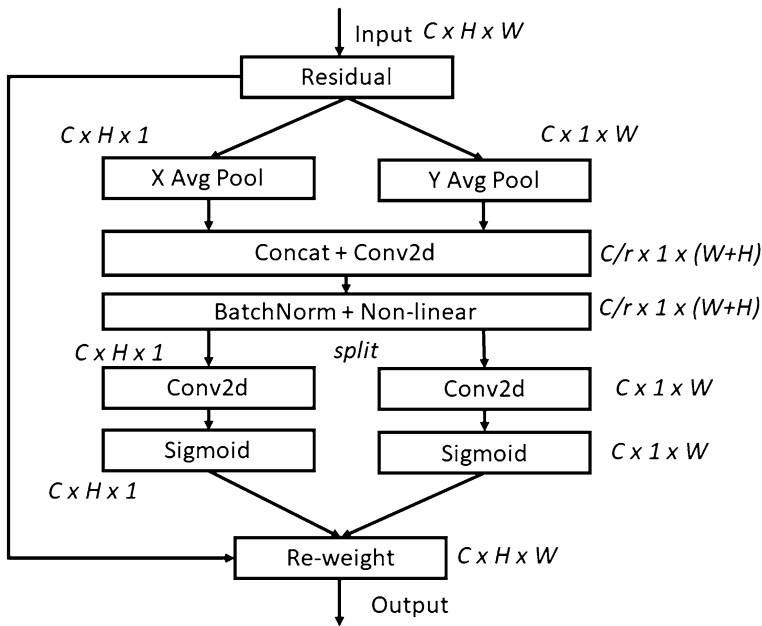 Input C x H x W
Residual
C x H x 1
C x 1 x W
X Avg Pool
Y Avg Pool
Concat + Conv2d
C/r x 1 x (W+H)
BatchNorm + Non-linear
C/r x 1 x (W+H)
C x H x 1
split
Conv2d
Conv2d
C x 1 x W
Sigmoid
Sigmoid
C x 1 x W
C x H x 1
Re-weight
C x H x W
Output